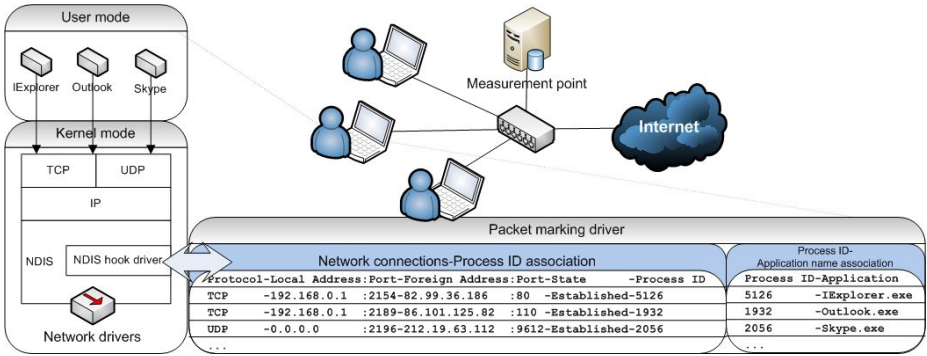 User mode
IExplorer
Outlook
Skype
Kernel mode
TCP
UDP
IP
NDIS
NDIS hook driver
Network drivers
Measurement point
Internet
Packet marking driver
Network connections-Process ID association
Protocol-Local Address:Port-Foreign Address:Port-State -Process ID
TCP -192.168.0.1 :2154-82.99.36.186 :80 -Established-5126
TCP -192.168.0.1 :2189-86.101.125.82 :110 -Established-1932
UDP -0.0.0.0 :2196-212.19.63.112 :9612-Established-2056
...
Process ID-
Application name association
Process ID-Application
5126 -IExplorer.exe
1932 -Outlook.exe
2056 -Skype.exe
...